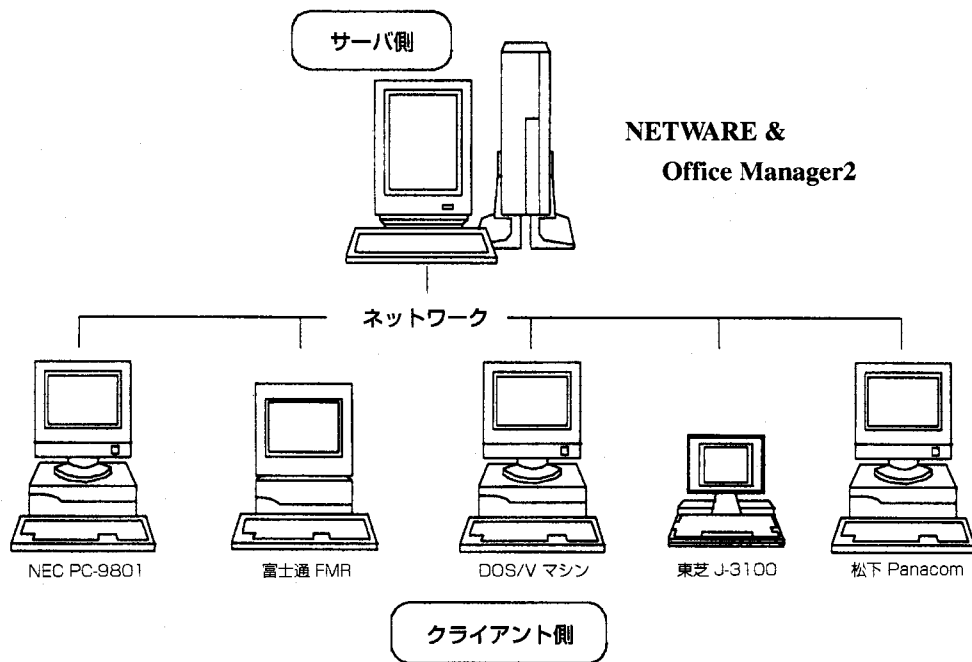 サーバ側
NETWARE &
Office Manager2
ネットワーク
NEC PC-9801
富士通 FMR
DOS/V マシン
東芝 J-3100
松下 Panacom
クライアント側